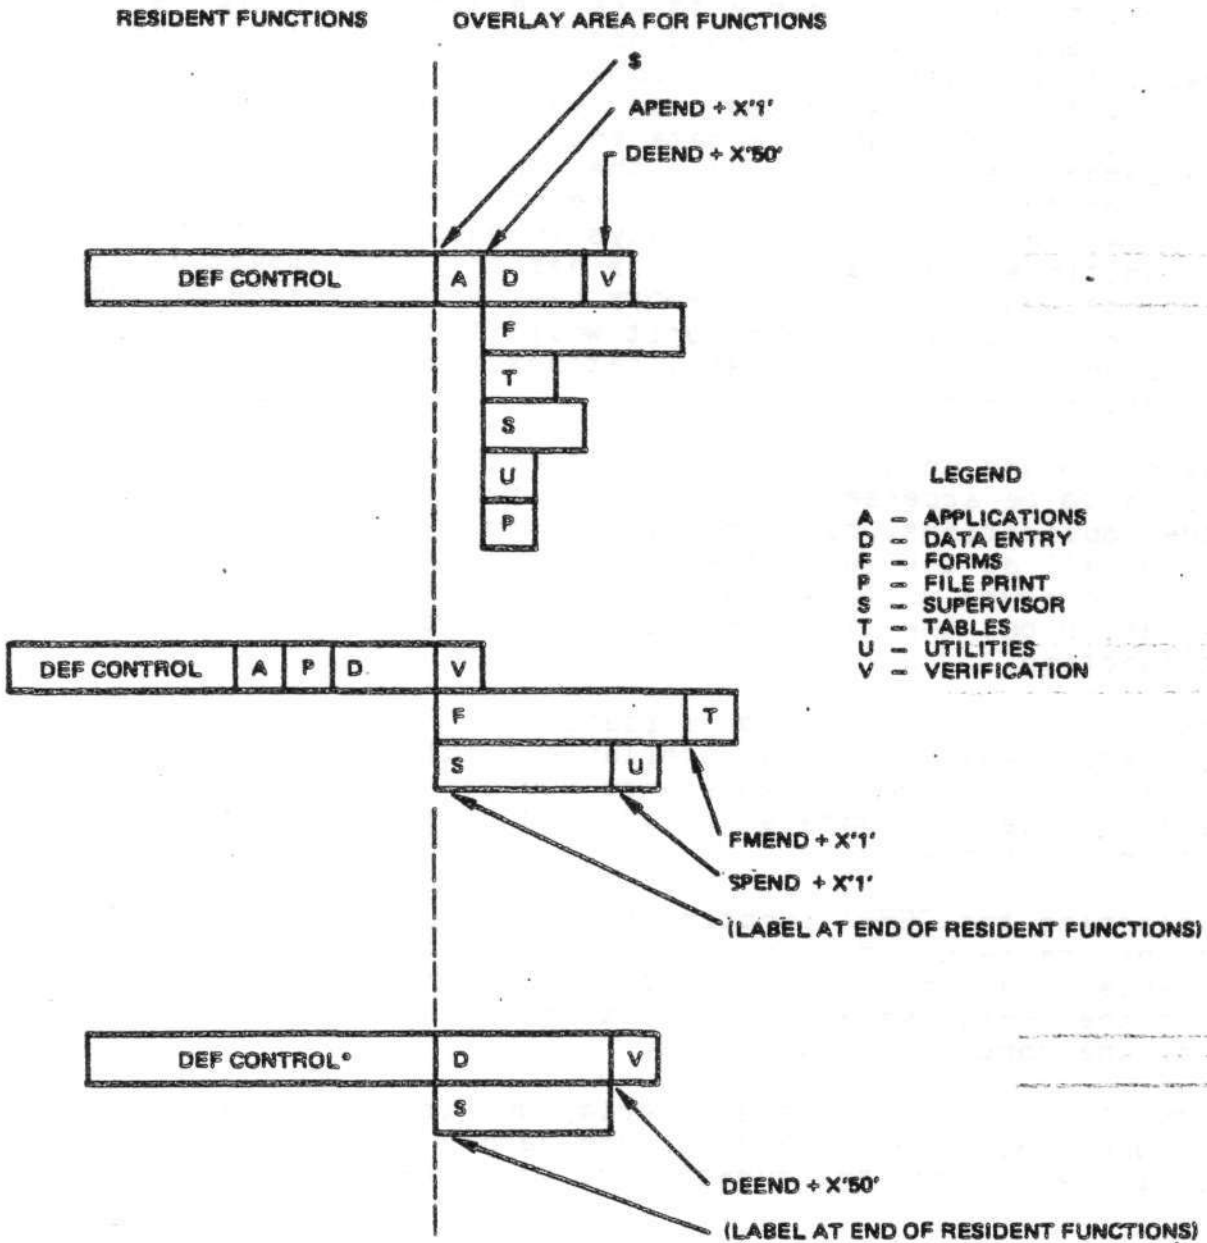 RESIDENT FUNCTIONS OVERLAY AREA FOR FUNCTIONS
$
APEND + X'1'
DEEND + X'50'
DEF CONTROL A D V
F
T
S
U
P
LEGEND
A - APPLICATIONS
D - DATA ENTRY
F - FORMS
P - FILE PRINT
S - SUPERVISOR
T - TABLES
U - UTILITIES
V - VERIFICATION
DEF CONTROL A P D V
F T
S U
FMEND + X'1'
SPEND + X'1'
(LABEL AT END OF RESIDENT FUNCTIONS)
DEF CONTROL* D V
S
DEEND + X'50'
(LABEL AT END OF RESIDENT FUNCTIONS)